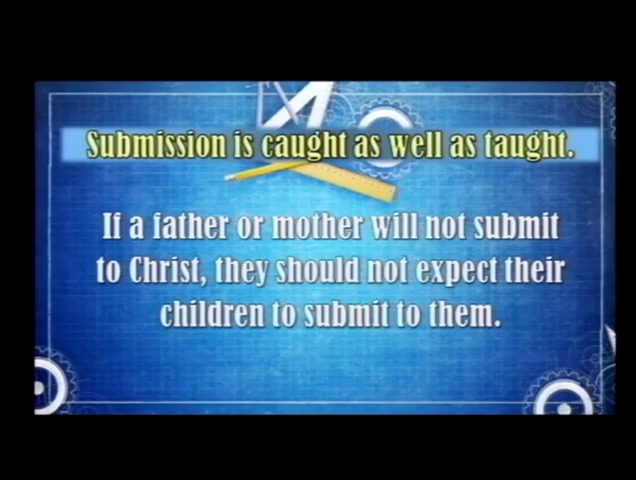 Submission is caught as well as taught.
If a father or mother will not submit
to Christ, they should not expect their
children to submit to them.